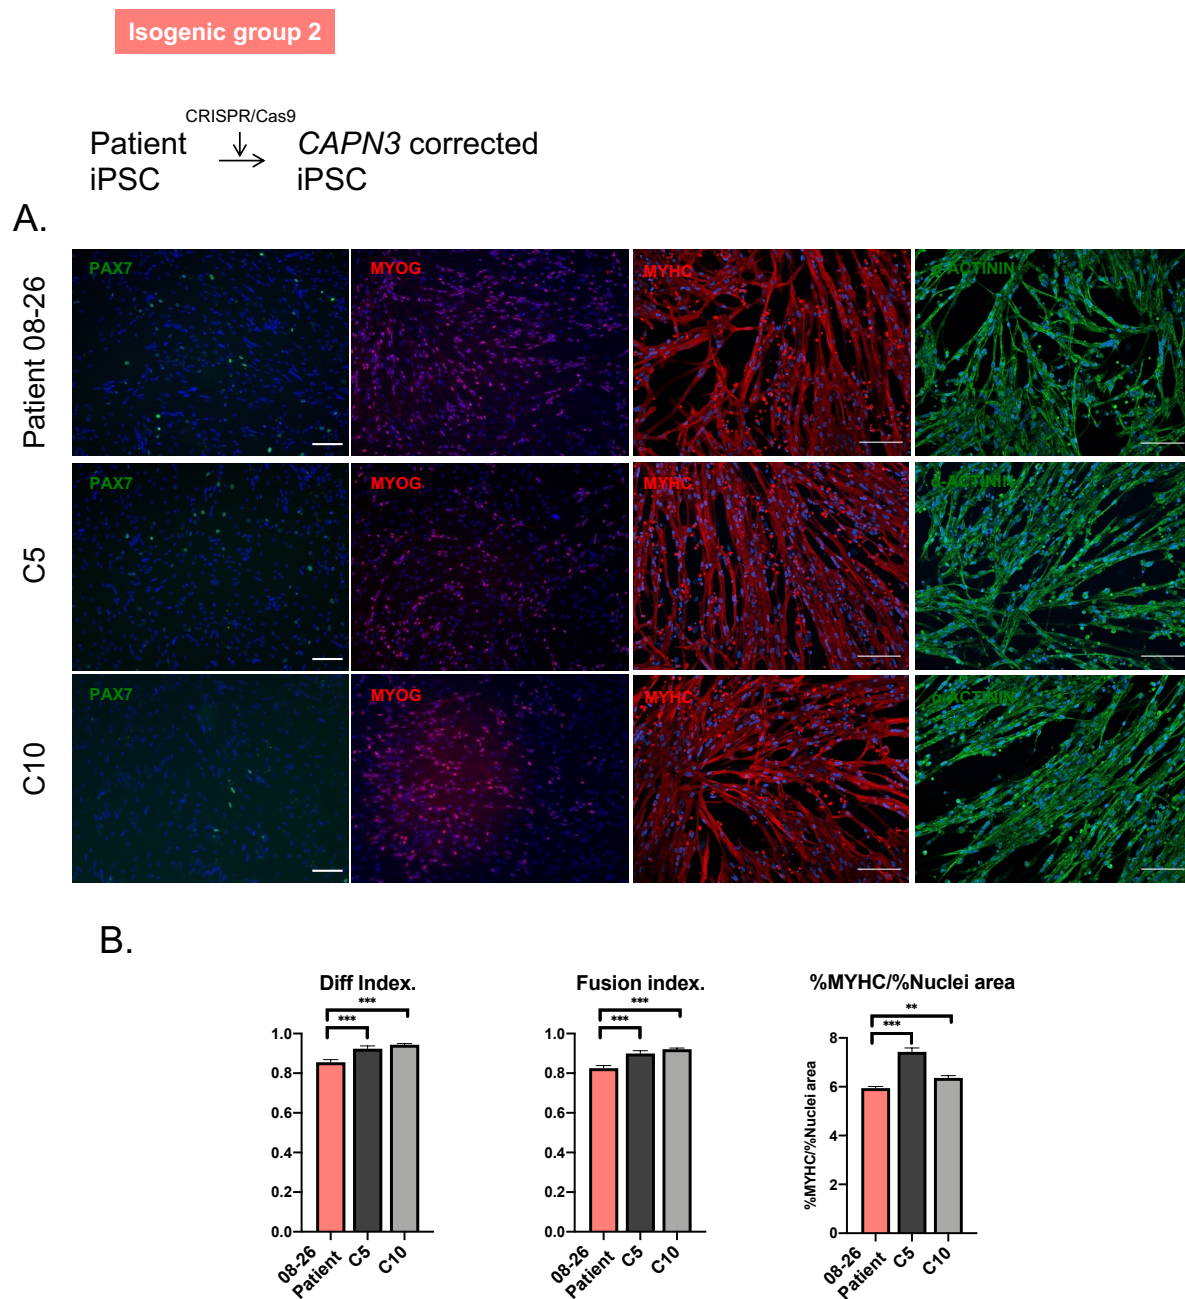 Isogenic group 2
CRISPR/Cas9
Patient
iPSC
CAPN3 corrected
iPSC
A.
Patient 08-26
PAX7
MYOG
MYHC
ACTININ
C5
PAX7
MYOG
MYHC
ACTININ
C10
PAX7
MYOG
MYHC
ACTININ
B.
Diff Index.
***
***
1.0
0.8
0.6
0.4
0.2
0.0
08-26
Patient
C5
C10
Fusion index.
***
***
1.0
0.8
0.6
0.4
0.2
0.0
08-26
Patient
C5
C10
%MYHC/%Nuclei area
**
***
%MYHC/%Nuclei area
8
6
4
2
0
08-26
Patient
C5
C10